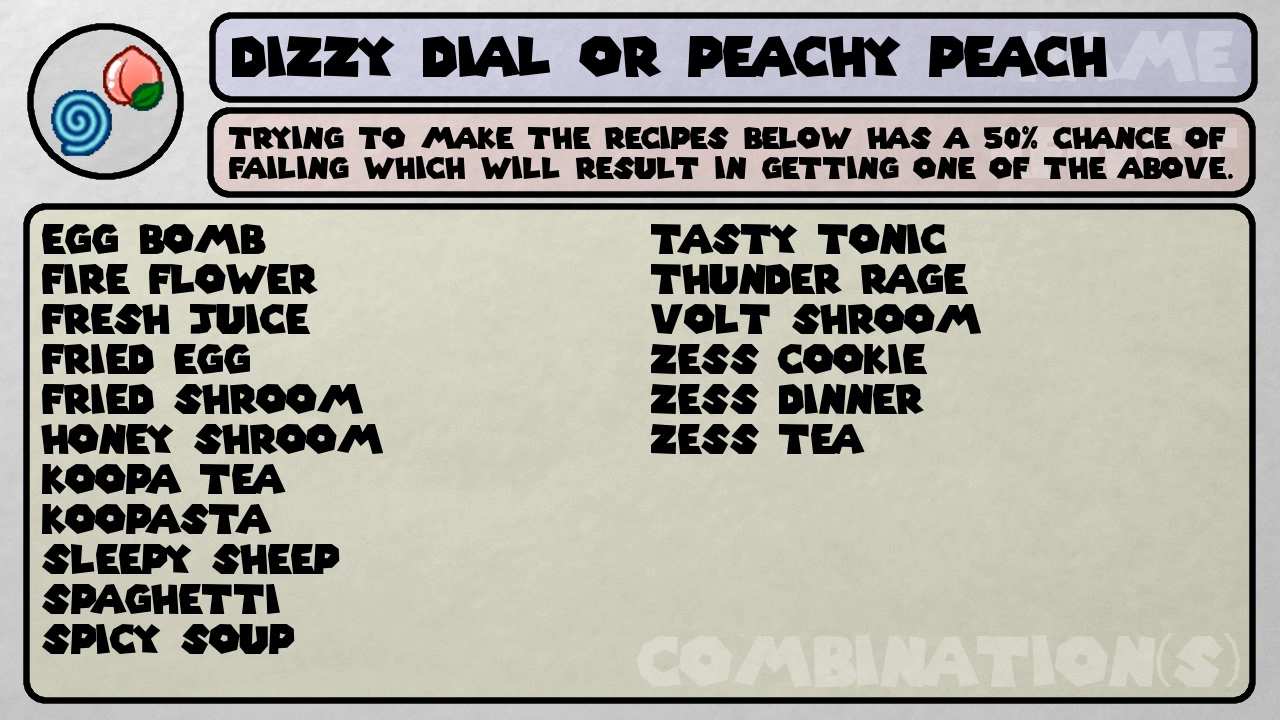 DIZZY DIAL OR PEACHY PEACH
TRYING TO MAKE THE RECIPES BELOW HAS A 50% CHANCE OF
FAILING WHICH WILL RESULT IN GETTING ONE OF THE ABOVE.
EGG BOMB
FIRE FLOWER
FRESH JUICE
FRIED EGG
FRIED SHROOM
HONEY SHROOM
KOOPA TEA
KOOPASTA
SLEEPY SHEEP
SPAGHETTI
SPICY SOUP
TASTY TONIC
THUNDER RAGE
VOLT SHROOM
ZESS COOKIE
ZESS DINNER
ZESS TEA
COMBINATION(S)